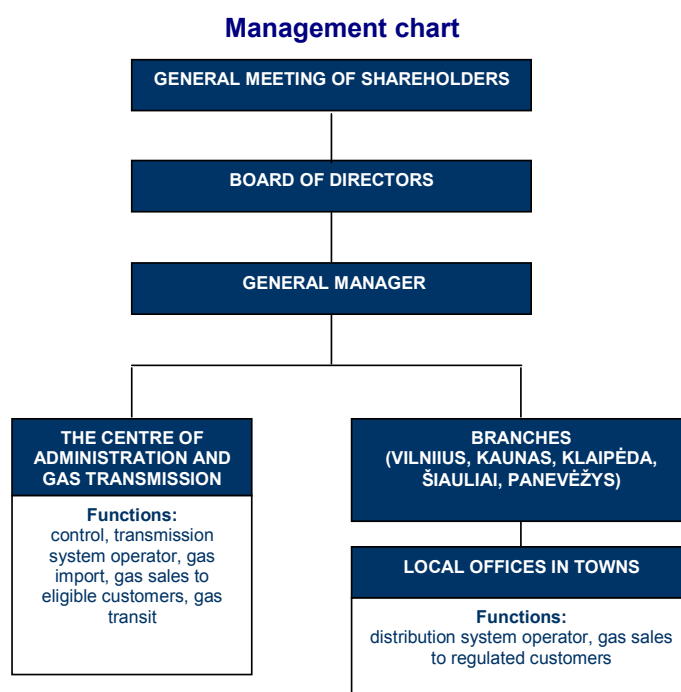 Management chart
GENERAL MEETING OF SHAREHOLDERS
BOARD OF DIRECTORS
GENERAL MANAGER
THE CENTRE OF
ADMINISTRATION AND
GAS TRANSMISSION
Functions:
control, transmission
system operator, gas
import, gas sales to
eligible customers, gas
transit
BRANCHES
(VILNIIUS, KAUNAS, KLAIPĖDA,
ŠIAULIAI, PANEVĖŽYS)
LOCAL OFFICES IN TOWNS
Functions:
distribution system operator, gas sales
to regulated customers